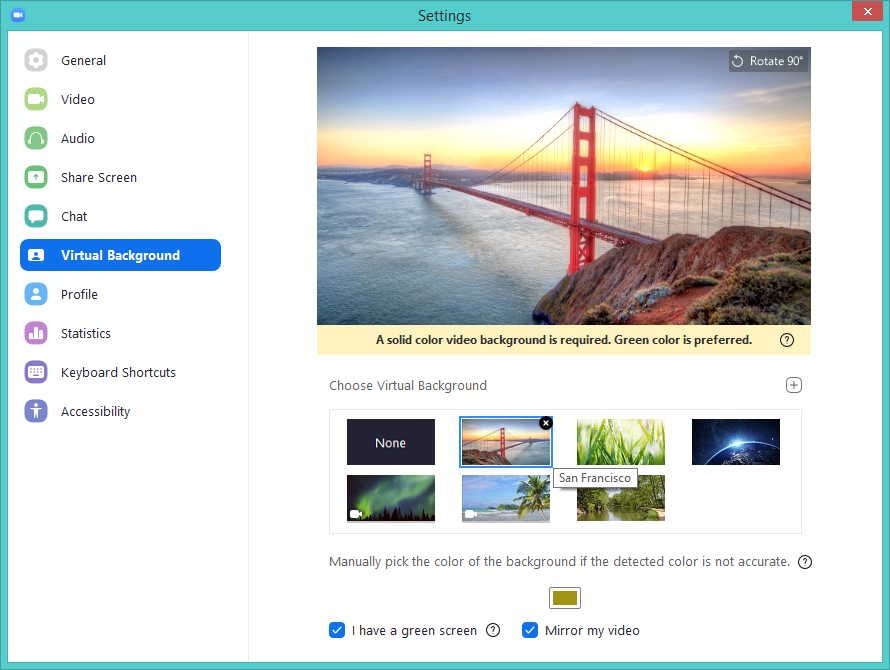 Settings
General
Video
Audio
Share Screen
Chat
Virtual Background
Profile
Statistics
Keyboard Shortcuts
Accessibility
Rotate 90°
A solid color video background is required. Green color is preferred.
Choose Virtual Background
None
San Francisco
Manually pick the color of the background if the detected color is not accurate.
I have a green screen
Mirror my video